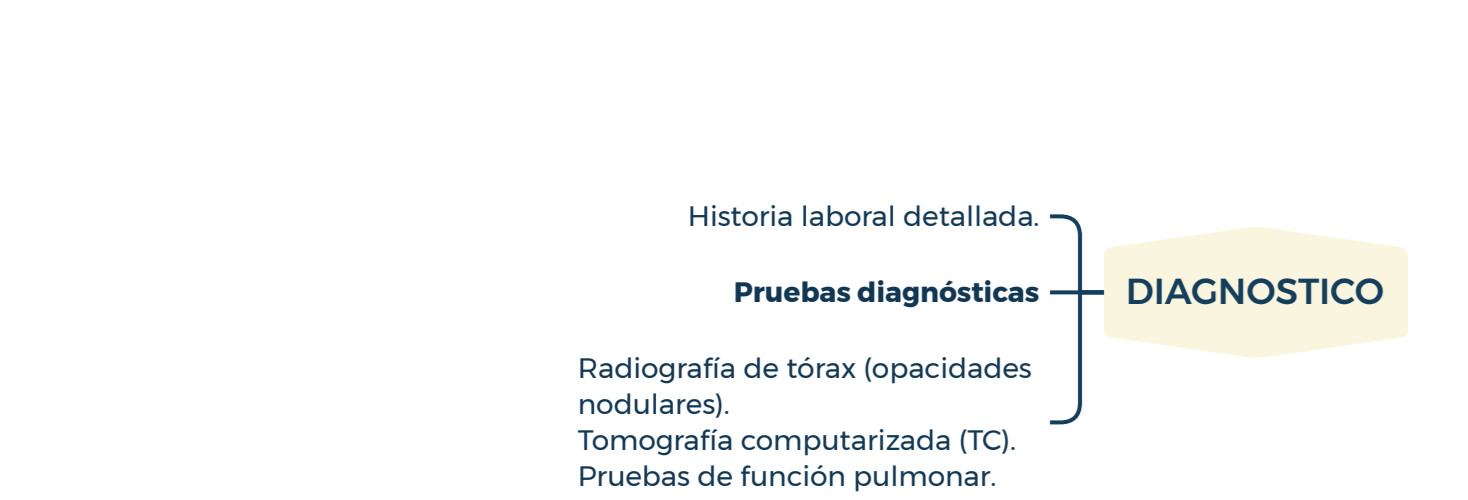 Historia laboral detallada.
Pruebas diagnósticas
DIAGNOSTICO
Radiografía de tórax (opacidades
nodulares).
Tomografía computarizada (TC).
Pruebas de función pulmonar.